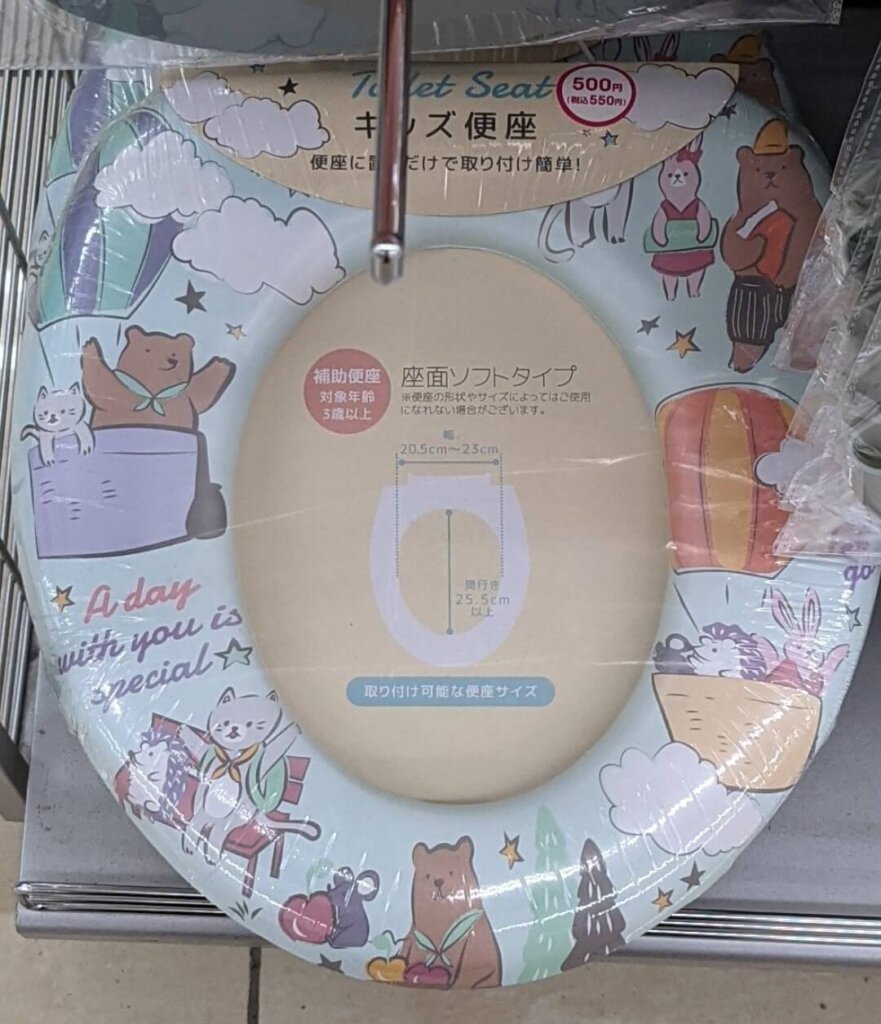 Toilet Seat
500円
(税込550円)
キッズ便座
便座に置くだけで取り付け簡単!
補助便座
対象年齢
3歳以上
座面ソフトタイプ
※便座の形状やサイズによってはご使用
になれない場合がございます。
幅
20.5cm～23cm
奥行き
25.5cm
以上
取り付け可能な便座サイズ
A day
with you is
special
go